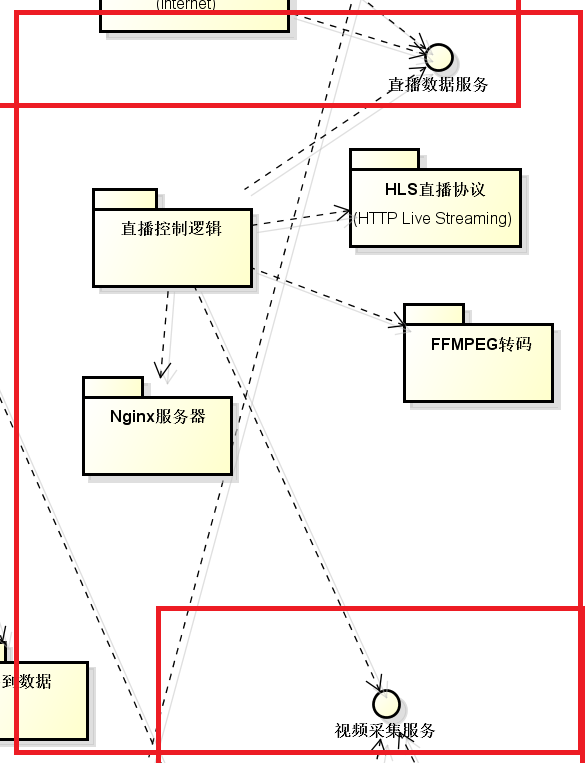 (Internet)
直播数据服务
HLS直播协议
(HTTP Live Streaming)
直播控制逻辑
FFMPEG转码
Nginx服务器
到数据
视频采集服务